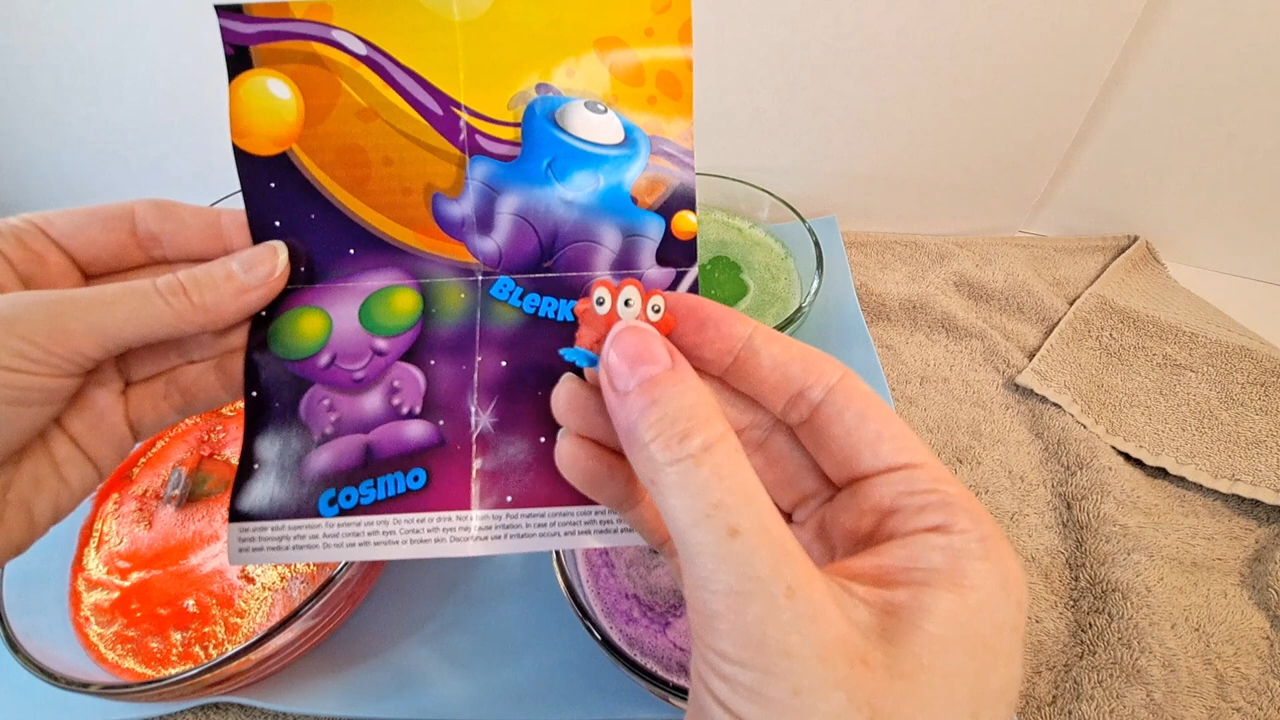 BLERK
COSMO
Use under adult supervision. For external use only. Do not eat or drink. Not a bath toy. Pod material contains color and
hands thoroughly after use. Avoid contact with eyes. Contact with eyes may cause irritation. In case of contact with eyes,
and seek medical attention. Do not use with sensitive or broken skin. Discontinue use if irritation occurs, and seek medical